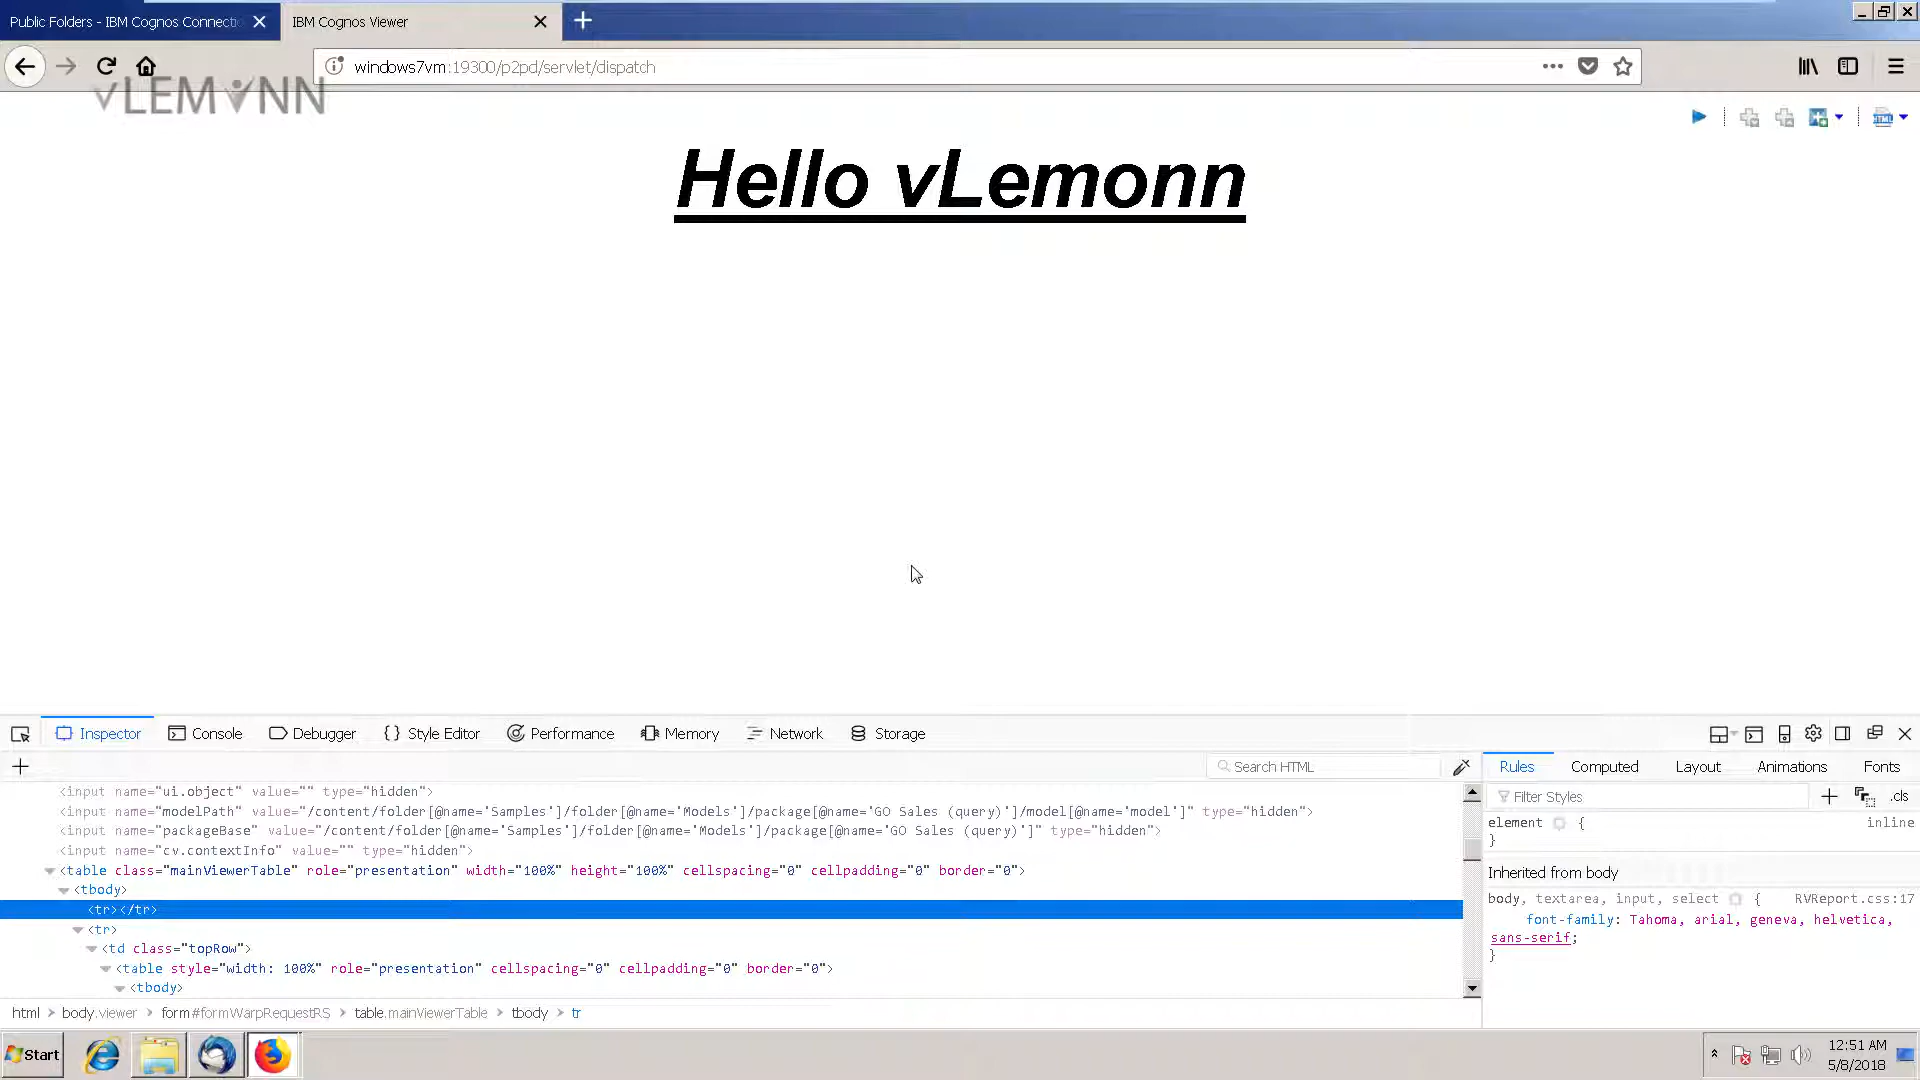 Public Folders - IBM Cognos Connecti
IBM Cognos Viewer
windows7vm:19300/p2pd/servlet/dispatch
vLEMoNN
Hello vLemonn
Inspector
Console
Debugger
Style Editor
Performance
Memory
Network
Storage
Search HTML
Rules
Computed
Layout
Animations
Fonts
<input name="ui.object" value="" type="hidden">
<input name="modelPath" value="/content/folder[@name='Samples']/folder[@name='Models']/package[@name='GO Sales (query)']/model[@name='model']" type="hidden">
<input name="packageBase" value="/content/folder[@name='Samples']/folder[@name='Models']/package[@name='GO Sales (query)']" type="hidden">
<input name="cv.contextInfo" value="" type="hidden">
<table class="mainViewerTable" role="presentation" width="100%" height="100%" cellspacing="0" cellpadding="0" border="0">
<tbody>
<tr></tr>
<tr>
<td class="topRow">
<table style="width: 100%" role="presentation" cellspacing="0" cellpadding="0" border="0">
<tbody>
Filter Styles
.cls
element {
inline
}
Inherited from body
body, textarea, input, select {
RVReport.css:17
font-family: Tahoma, arial, geneva, helvetica,
sans-serif;
}
html > body.viewer > form#formWarpRequestRS > table.mainViewerTable > tbody > tr
Start
12:51 AM
5/8/2018